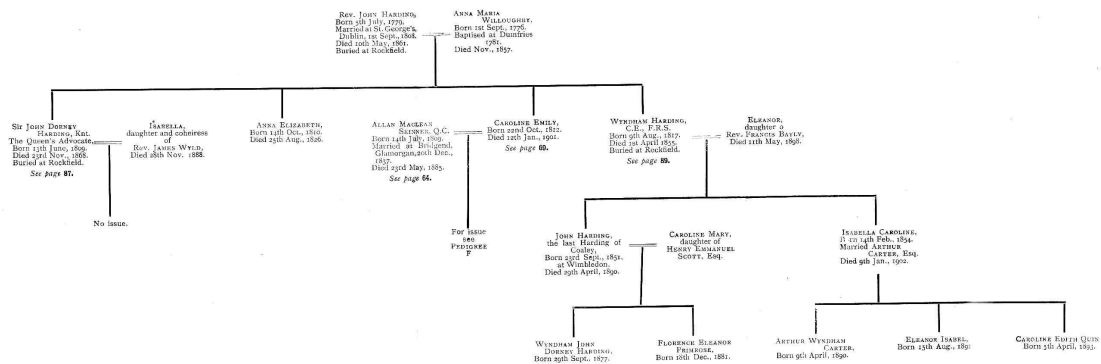 Rev. John Harding,
Born 5th July, 1779.
Married at St. George's,
Dublin, 1st Sept., 1808.
Died 10th May, 1861.
Buried at Rockfield.
Anna Maria
Willoughby,
Born 1st Sept., 1776.
Baptised at Dumfries
1781.
Died Nov., 1857.
Sir John Dorney
Harding, Knt.
The Queen's Advocate,
Born 13th June, 1809.
Died 23rd Nov., 1868.
Buried at Rockfield.
See page 87.
Isabella,
daughter and coheiress
of
Rev. James Wyld,
Died 28th Nov. 1888.
No issue.
Anna Elizabeth,
Born 14th Oct., 1810.
Died 25th Aug., 1826.
Allan Maclean
Skinner, Q.C.
Born 14th July, 1809.
Married at Bridgend,
Glamorgan, 20th Dec.,
1837.
Died 23rd May, 1885.
See page 64.
Caroline Emily,
Born 22nd Oct., 1812.
Died 12th Jan., 1901.
See page 69.
For issue
see
Pedigree
F
Wyndham Harding,
C.E., F.R.S.
Born 9th Aug., 1817.
Died 1st April 1855.
Buried at Rockfield.
See page 89.
Eleanor,
daughter o
Rev. Francis Bayly,
Died 11th May, 1898.
John Harding,
the last Harding of
Coaley,
Born 23rd Sept., 1851.
at Wimbledon.
Died 29th April, 1890.
Caroline Mary,
daughter of
Henry Emmanuel
Scott, Esq.
Isabella Caroline,
14th Feb., 1854.
Married Arthur
Carter, Esq.
Died 9th Jan., 1902.
Wyndham John
Dorney Harding,
Born 29th Sept., 1877.
Florence Eleanor
Primrose,
Born 18th Dec., 1881.
Arthur Wyndham
Carter,
Born 9th April, 1890.
Eleanor Isabel,
Born 15th Aug., 189
Caroline Edith Quin
Born 5th April, 1893.